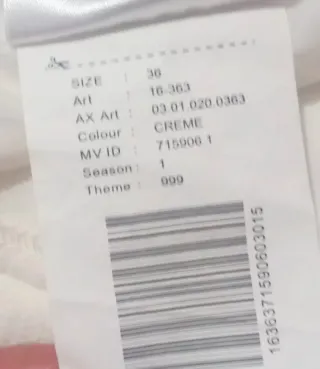 SIZE : 36
Art : 16-363
AX Art : 03.01.020.0363
Colour : CREME
MV ID : 715906 1
Season : 1
Theme : 999
1636371590603015